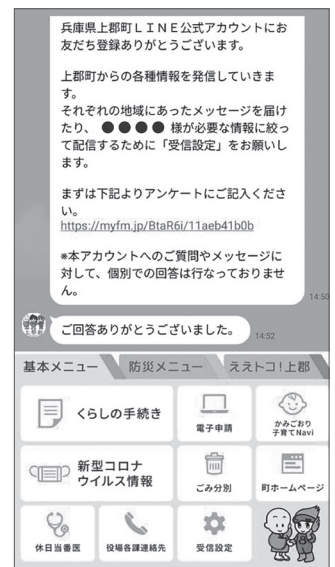 兵庫県上郡町LINE公式アカウントにお
友だち登録ありがとうございます。
上郡町からの各種情報を発信していきま
す。
それぞれの地域にあったメッセージを届け
たり、●●●● 様が必要な情報に絞っ
て配信するために「受信設定」をお願いし
ます。
まずは下記よりアンケートにご記入くださ
い。
https://myfm.jp/BtaR6i/11aeb41b0b
※本アカウントへのご質問やメッセージに
対して、個別での回答は行なっておりませ
ん。
14:50
ご回答ありがとうございました。
14:52
基本メニュー 防災メニュー ええトコ!上郡
くらしの手続き
電子申請
かみごおり
子育てNavi
新型コロナ
ウイルス情報
ごみ分別
町ホームページ
休日当番医
役場各課連絡先
受信設定